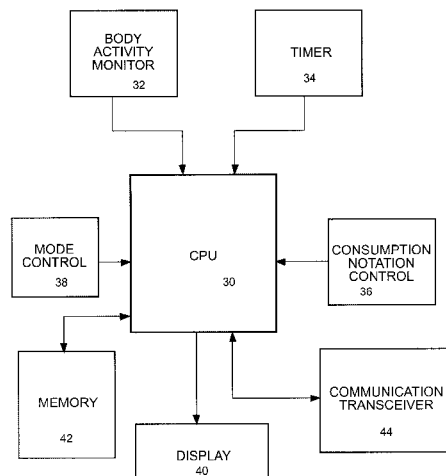 BODY
ACTIVITY
MONITOR
32
TIMER
34
CPU
30
MODE
CONTROL
38
CONSUMPTION
NOTATION
CONTROL
36
MEMORY
42
COMMUNICATION
TRANSCEIVER
44
DISPLAY
40